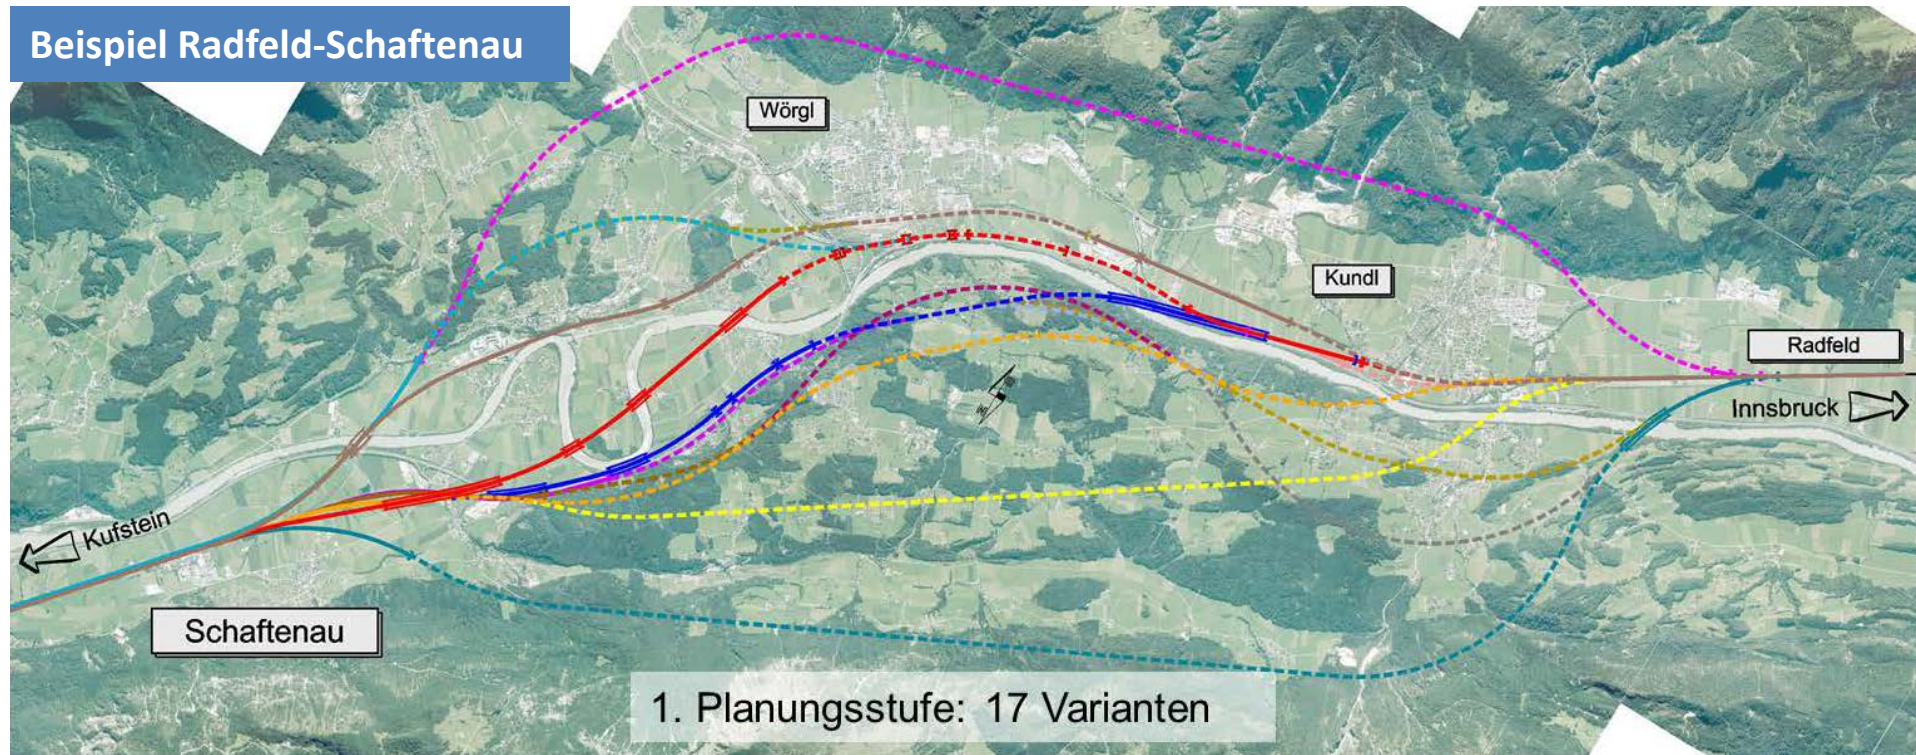 Beispiel Radfeld-Schaftenau
Wörgl
Kundl
Radfeld
Innsbruck
N
Kufstein
Schaftenau
1. Planungsstufe: 17 Varianten